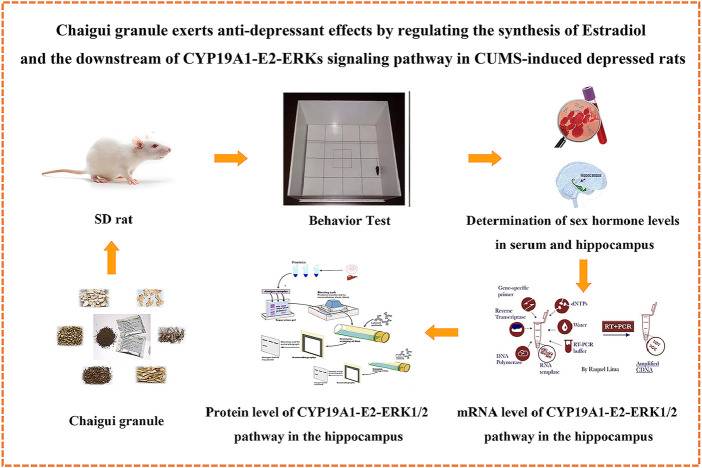 Chaigui granule exerts anti-depressant effects by regulating the synthesis of Estradiol
and the downstream of CYP19A1-E2-ERKs signaling pathway in CUMS-induced depressed rats
SD rat
Behavior Test
Determination of sex hormone levels
in serum and hippocampus
Chaigui granule
Proteins
Protein level of CYP19A1-E2-ERK1/2
pathway in the hippocampus
Gene-specific
primer
dNTPs
Reverse
Transcriptase
Water
RT-PCR
buffer
DNA
Polymerase
RNA
template
RT+PCR
Amplified
CDNA
By Raquel Lima
mRNA level of CYP19A1-E2-ERK1/2
pathway in the hippocampus